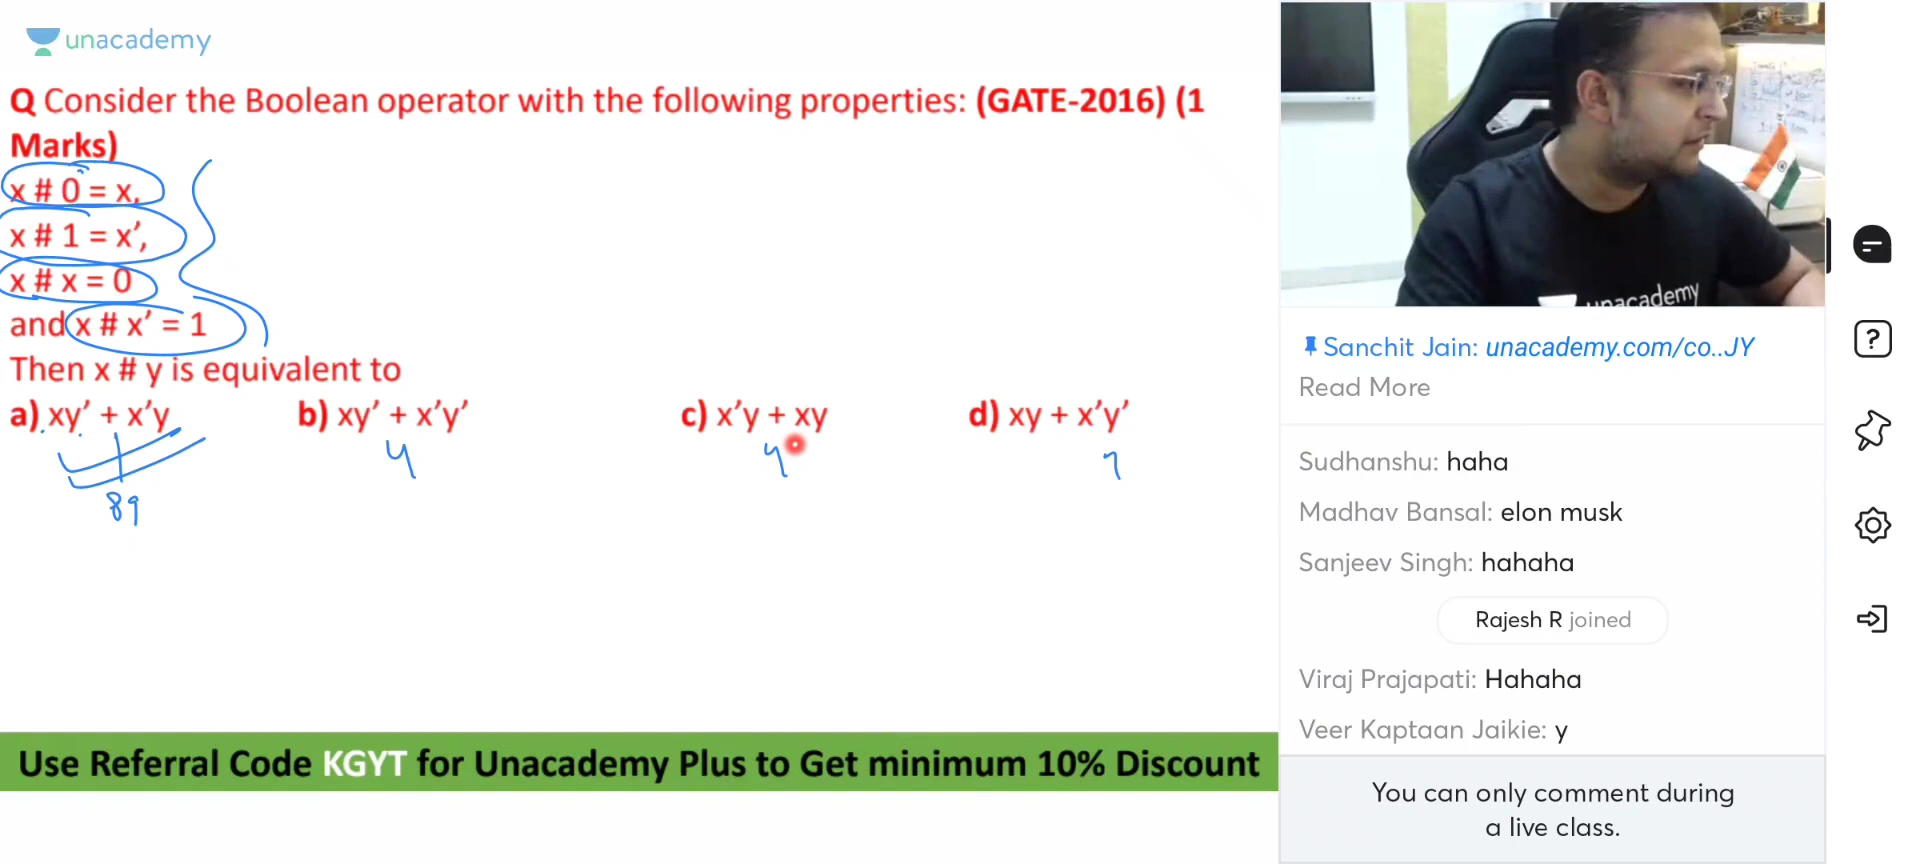 unacademy
Q Consider the Boolean operator with the following properties: (GATE-2016) (1
Marks)
x # 0 = x,
x # 1 = x′,
x # x = 0
and x # x′ = 1
Then x # y is equivalent to
a) xy′ + x′y b) xy′ + x′y′ c) x′y + xy d) xy + x′y′
89
Use Referral Code KGYT for Unacademy Plus to Get minimum 10% Discount
unacademy
Sanchit Jain: unacademy.com/co..JY
Read More
Sudhanshu: haha
Madhav Bansal: elon musk
Sanjeev Singh: hahaha
Rajesh R joined
Viraj Prajapati: Hahaha
Veer Kaptaan Jaikie: y
You can only comment during
a live class.